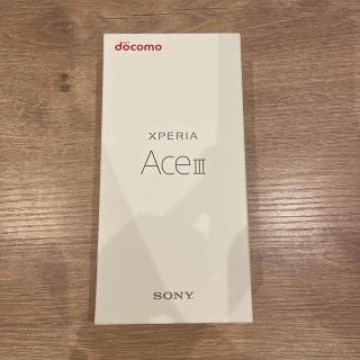 docomo
XPERIA
Ace III
SONY